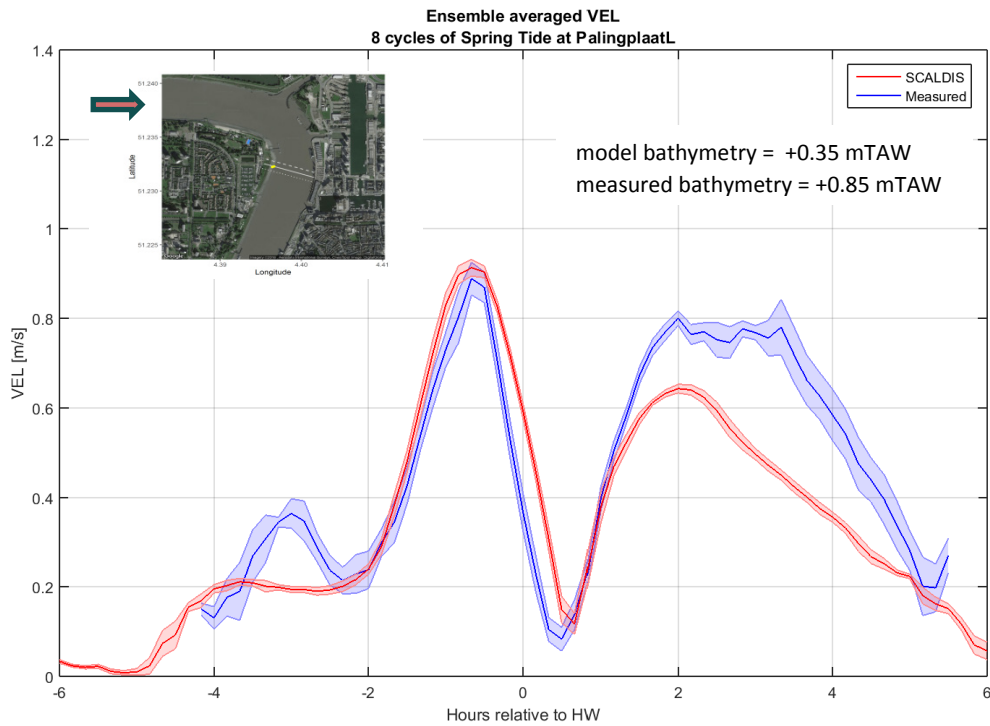 Ensemble averaged VEL
8 cycles of Spring Tide at PalingplaatL
1.4
1.2
1
0.8
0.6
0.4
0.2
0
VEL [m/s]
-6
-4
-2
0
2
4
6
Hours relative to HW
SCALDIS
Measured
model bathymetry = +0.35 mTAW
measured bathymetry = +0.85 mTAW
51.240
51.235
51.230
51.225
Latitude
4.39
4.40
4.41
Longitude